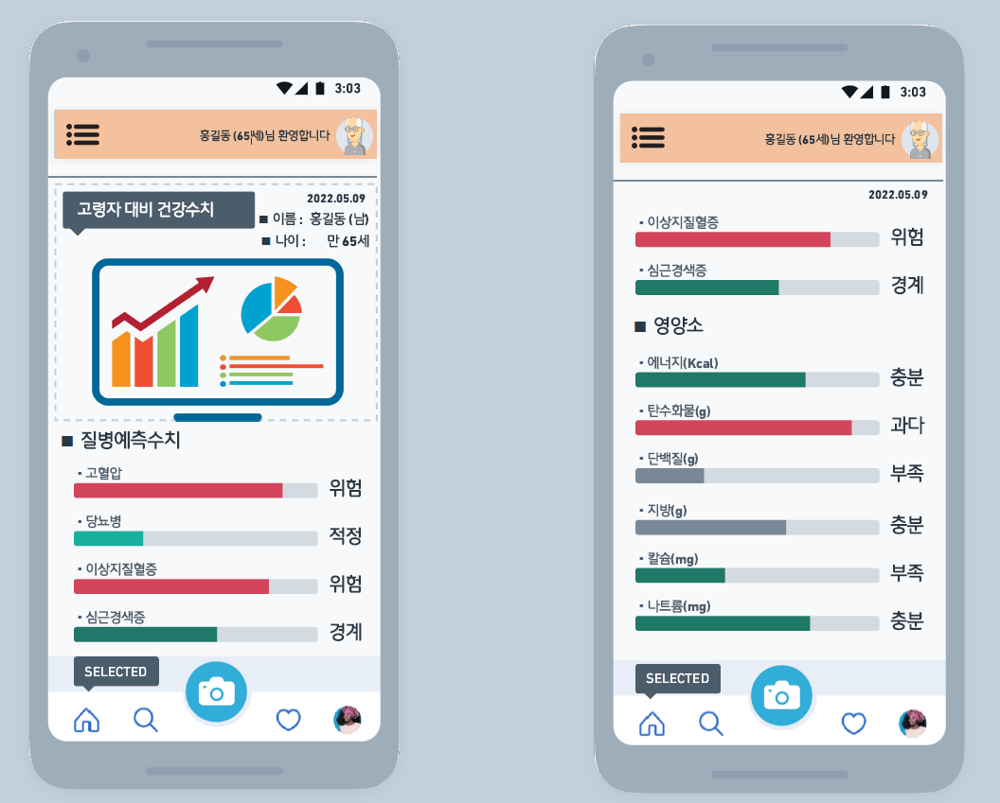 3:03
홍길동 (65세)님 환영합니다
고령자 대비 건강수치
2022.05.09
■ 이름 : 홍길동 (남)
■ 나이 : 만 65세
■ 질병예측수치
▪ 고혈압
위험
▪ 당뇨병
적정
▪ 이상지질혈증
위험
▪ 심근경색증
경계
SELECTED
3:03
홍길동 (65세)님 환영합니다
2022.05.09
▪ 이상지질혈증
위험
▪ 심근경색증
경계
■ 영양소
▪ 에너지(Kcal)
충분
▪ 탄수화물(g)
과다
▪ 단백질(g)
부족
▪ 지방(g)
충분
▪ 칼슘(mg)
부족
▪ 나트륨(mg)
충분
SELECTED